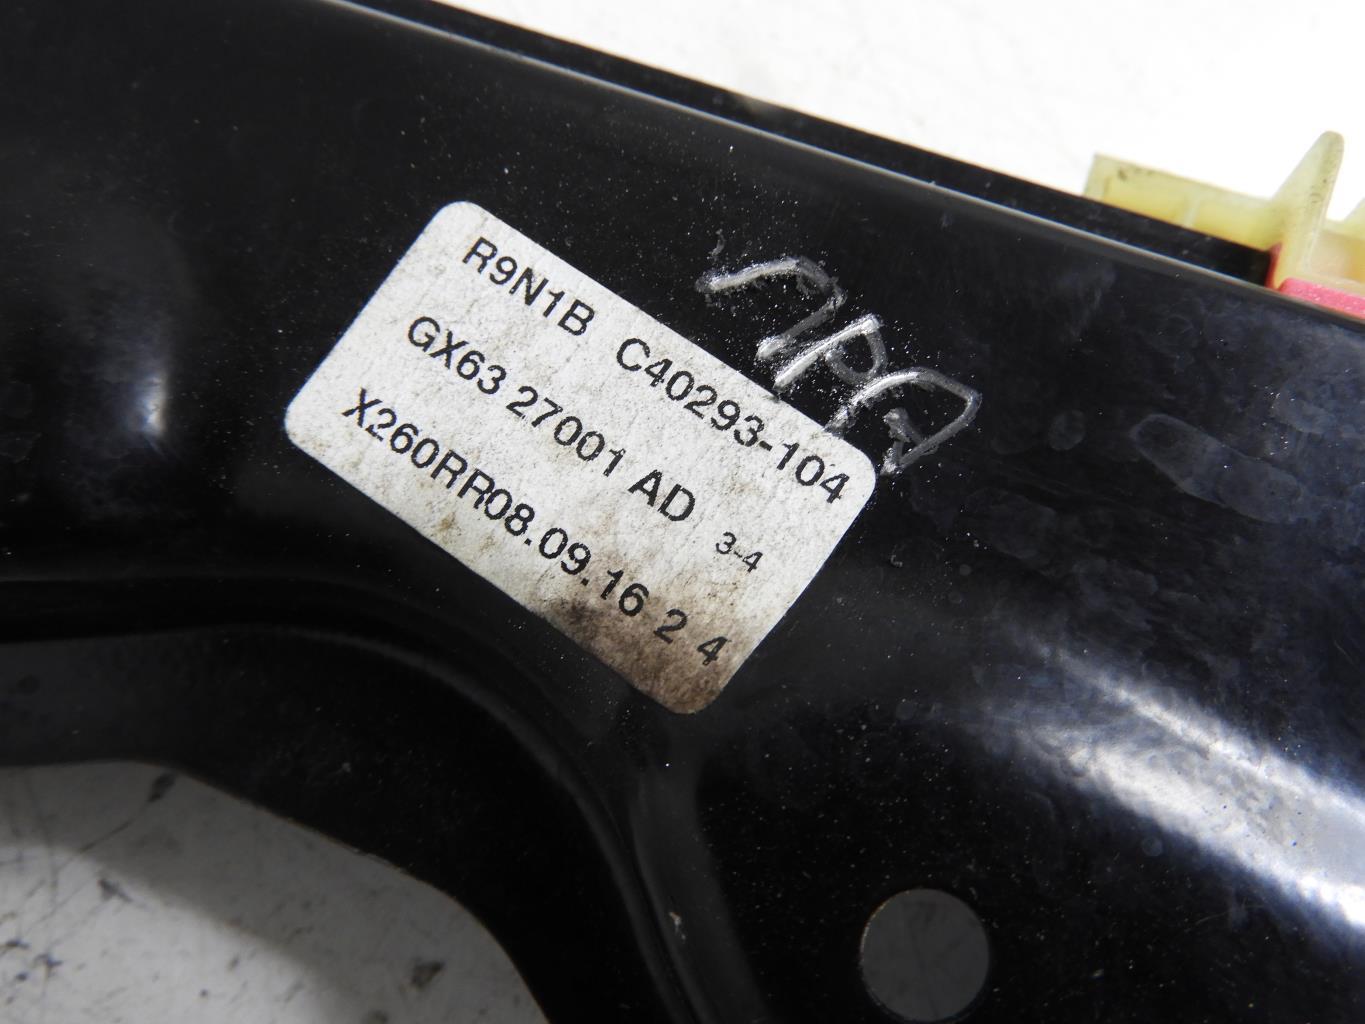 R9N1B C40293-104
GX63 27001 AD 3-4
X260RR08.09.16 2 4